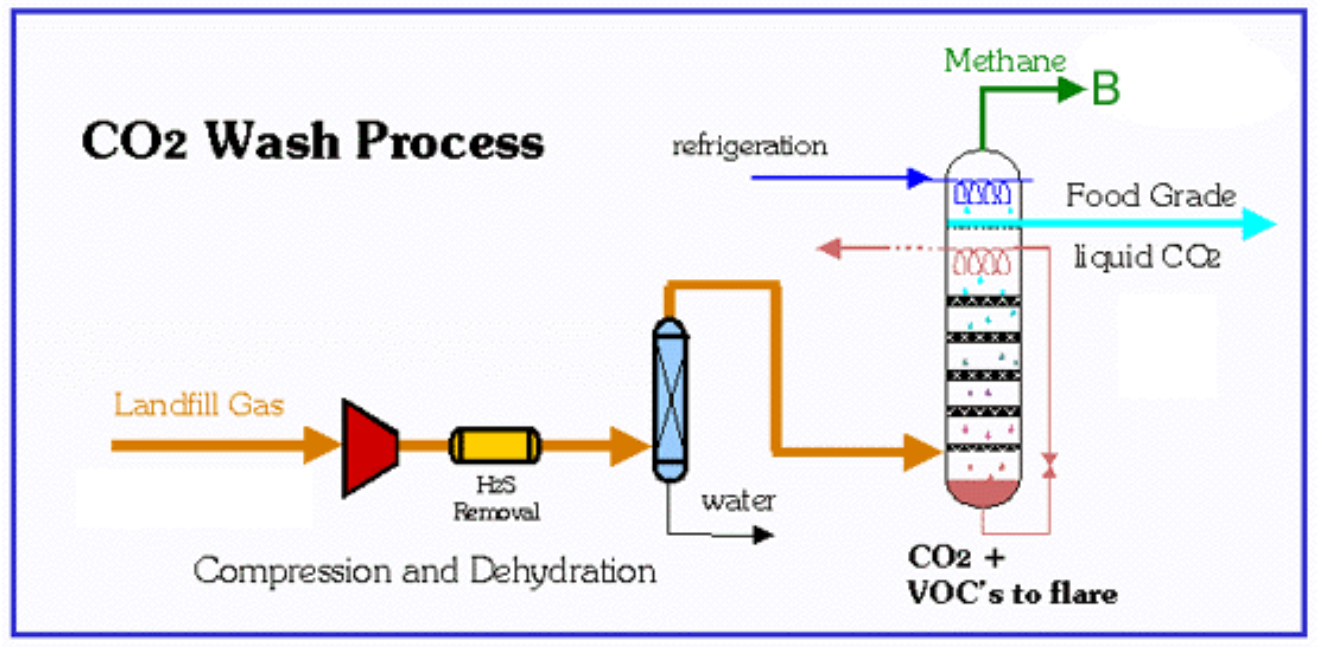 Methane B
CO2 Wash Process
refrigeration
Food Grade
liquid CO2
Landfill Gas
H2S
Removal
water
Compression and Dehydration
CO2 +
VOC's to flare